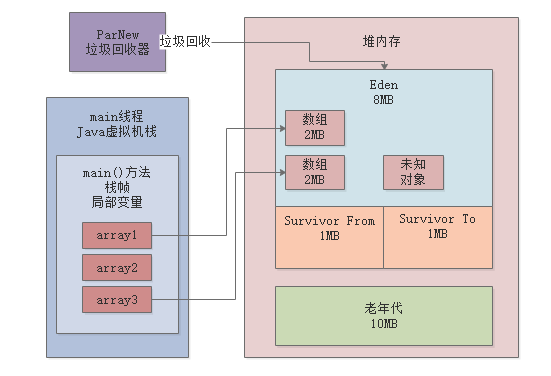 ParNew
垃圾回收器
垃圾回收
堆内存
Eden
8MB
数组
2MB
数组
2MB
未知
对象
Survivor From
1MB
Survivor To
1MB
老年代
10MB
main线程
Java虚拟机栈
main()方法
栈帧
局部变量
array1
array2
array3